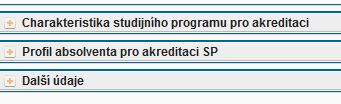 Charakteristika studijního programu pro akreditaci
Profil absolventa pro akreditaci SP
Další údaje